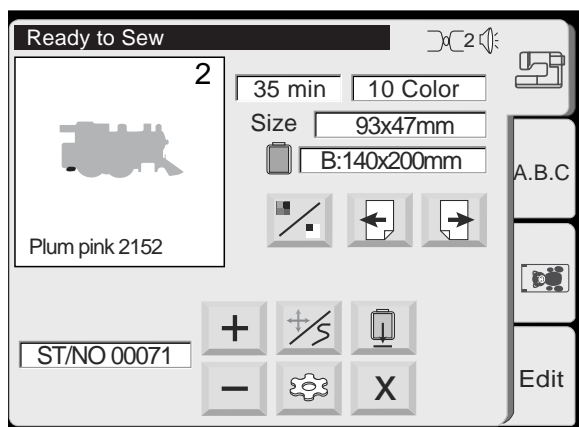 Ready to Sew
2
2
35 min
10 Color
Size
93x47mm
B:140x200mm
A.B.C
Plum pink 2152
+
S
ST/NO 00071
−
X
Edit